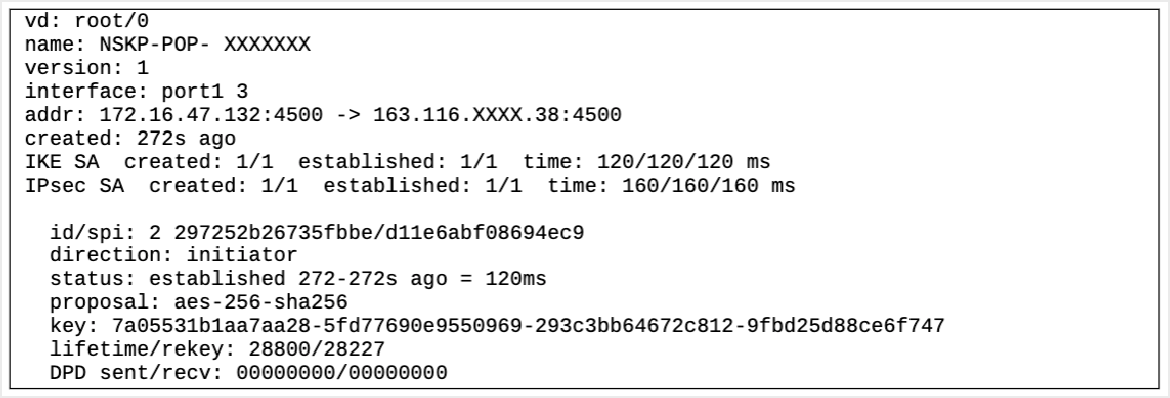 vd: root/0
name: NSKP-POP- XXXXXXX
version: 1
interface: port1 3
addr: 172.16.47.132:4500 -> 163.116.XXXX.38:4500
created: 272s ago
IKE SA  created: 1/1  established: 1/1  time: 120/120/120 ms
IPsec SA  created: 1/1  established: 1/1  time: 160/160/160 ms
id/spi: 2 297252b26735fbbe/d11e6abf08694ec9
direction: initiator
status: established 272-272s ago = 120ms
proposal: aes-256-sha256
key: 7a05531b1aa7aa28-5fd77690e9550969-293c3bb64672c812-9fbd25d88ce6f747
lifetime/rekey: 28800/28227
DPD sent/recv: 00000000/00000000